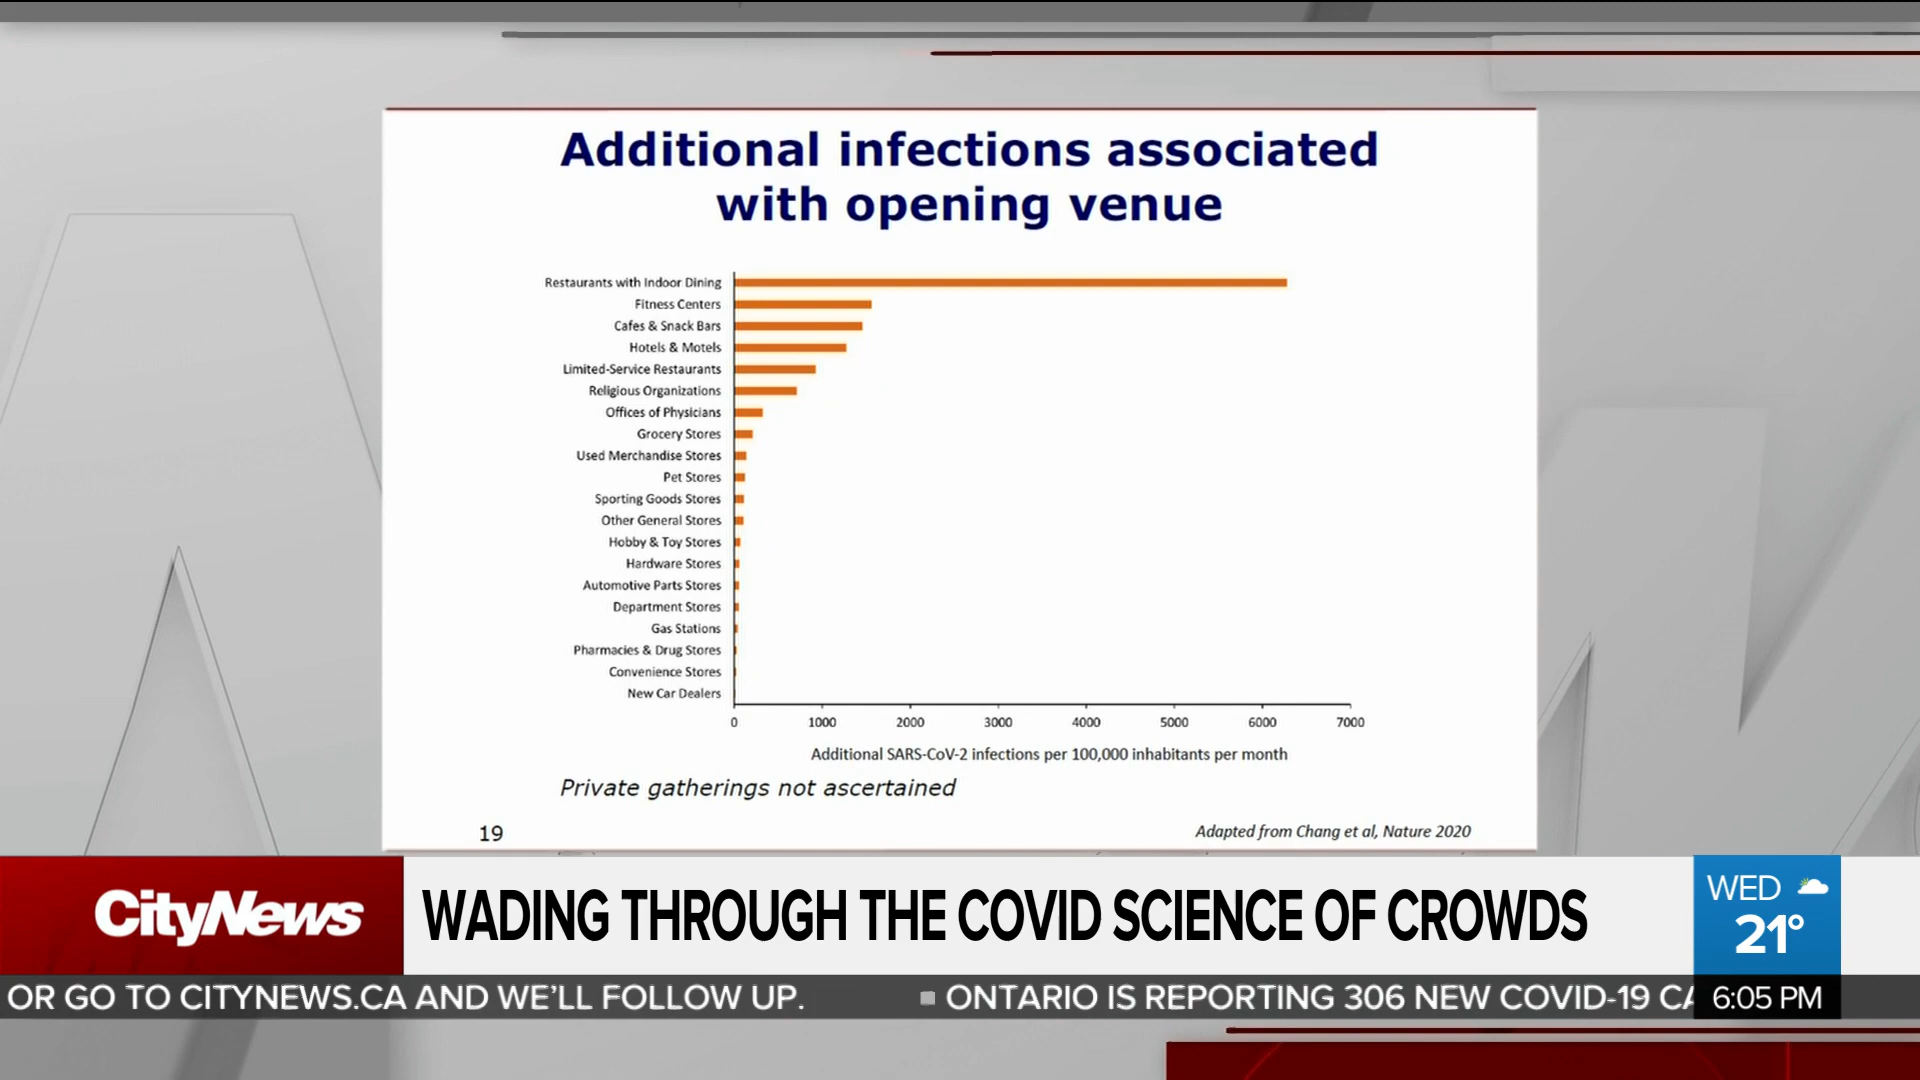 Additional infections associated
with opening venue
Restaurants with Indoor Dining
Fitness Centers
Cafes & Snack Bars
Hotels & Motels
Limited-Service Restaurants
Religious Organizations
Offices of Physicians
Grocery Stores
Used Merchandise Stores
Pet Stores
Sporting Goods Stores
Other General Stores
Hobby & Toy Stores
Hardware Stores
Automotive Parts Stores
Department Stores
Gas Stations
Pharmacies & Drug Stores
Convenience Stores
New Car Dealers
0 1000 2000 3000 4000 5000 6000 7000
Additional SARS-CoV-2 infections per 100,000 inhabitants per month
Private gatherings not ascertained
19
Adapted from Chang et al, Nature 2020
CityNews
WADING THROUGH THE COVID SCIENCE OF CROWDS
WED
21°
OR GO TO CITYNEWS.CA AND WE'LL FOLLOW UP. ONTARIO IS REPORTING 306 NEW COVID-19 CA
6:05 PM